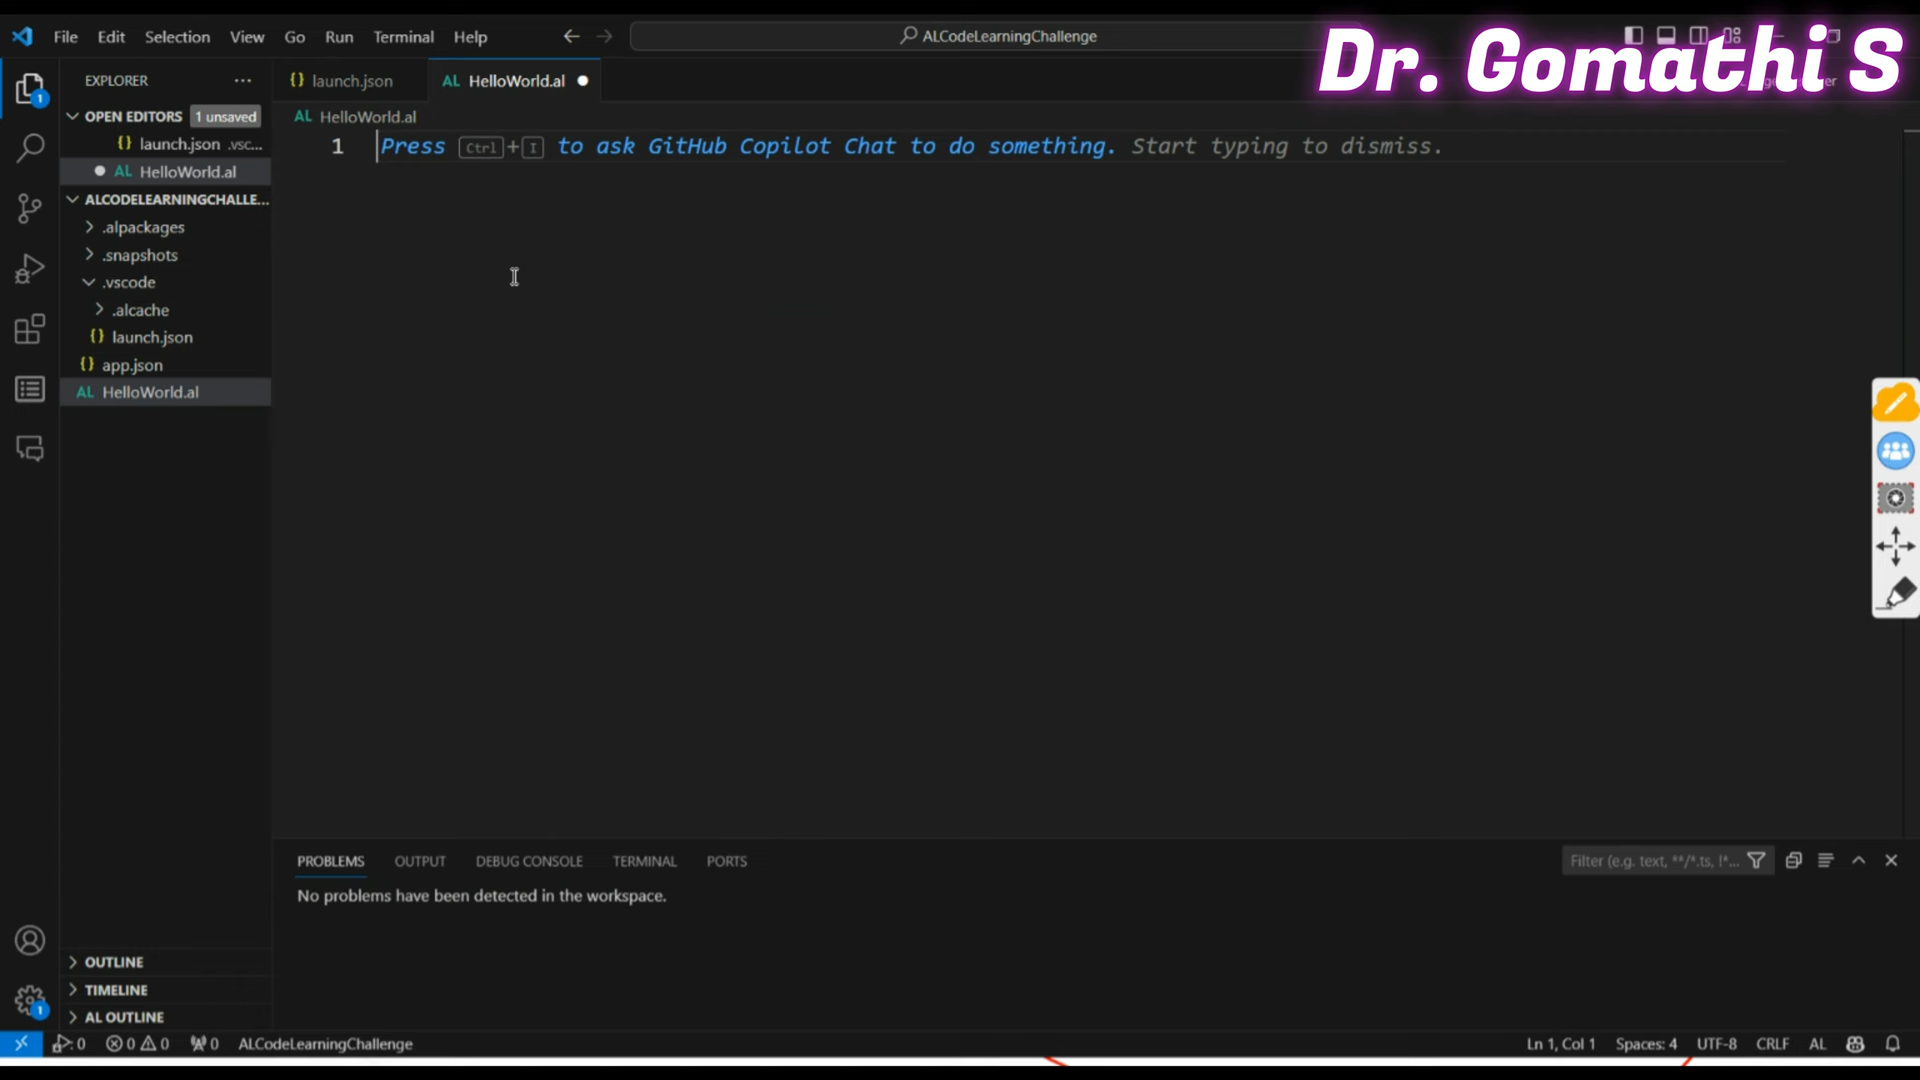 File Edit Selection View Go Run Terminal Help
ALCodeLearningChallenge
Dr. Gomathi S
EXPLORER
launch.json
AL HelloWorld.al
OPEN EDITORS 1 unsaved
launch.json .vsc...
AL HelloWorld.al
ALCODELEARNINGCHALLE...
.alpackages
.snapshots
.vscode
.alcache
launch.json
app.json
AL HelloWorld.al
AL HelloWorld.al
1 Press Ctrl+I to ask GitHub Copilot Chat to do something. Start typing to dismiss.
PROBLEMS OUTPUT DEBUG CONSOLE TERMINAL PORTS
Filter (e.g. text, **/*.ts, !*...
No problems have been detected in the workspace.
OUTLINE
TIMELINE
AL OUTLINE
0 0 0 0 ALCodeLearningChallenge
Ln 1, Col 1 Spaces: 4 UTF-8 CRLF AL